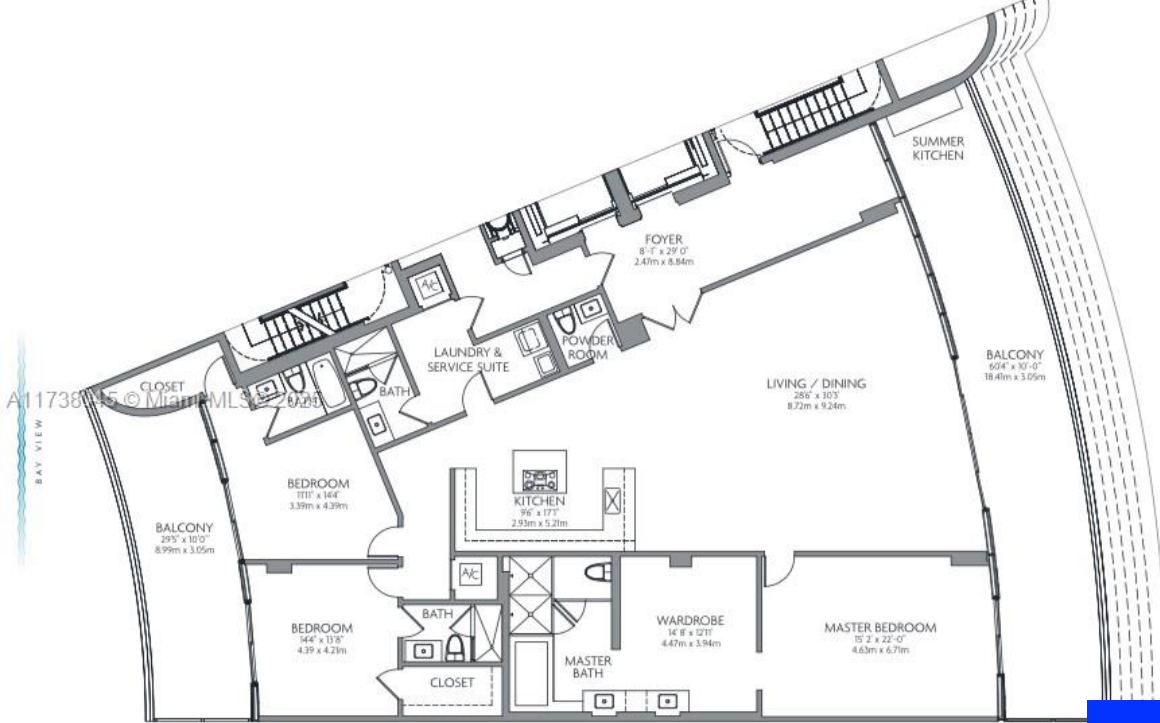 SUMMER
KITCHEN
FOYER
8'-1" x 29' 0"
2.47m x 8.84m
A/C
POWDER
ROOM
LAUNDRY &
SERVICE SUITE
BALCONY
60'4" x 10'-0"
18.41m x 3.05m
CLOSET
BATH
LIVING / DINING
28'6" x 30'3"
8.72m x 9.24m
© Miami MLS © 2025
BAY VIEW
BEDROOM
11'11" x 14'4"
3.39m x 4.39m
KITCHEN
9'6" x 17'1"
2.93m x 5.21m
BALCONY
29'5" x 10'0"
8.99m x 3.05m
A/C
BATH
BEDROOM
14'4" x 13'8"
4.39 x 4.21m
WARDROBE
14' 8" x 12'11"
4.47m x 3.94m
MASTER BEDROOM
15' 2" x 22'-0"
4.63m x 6.71m
MASTER
BATH
CLOSET